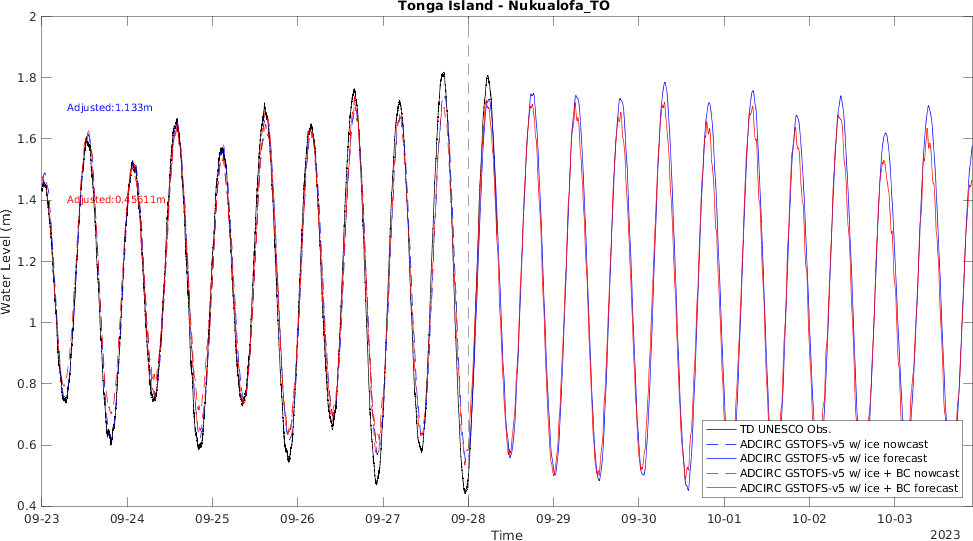 Tonga Island - Nukualofa_TO
2
1.8
1.6
1.4
1.2
1
0.8
0.6
0.4
Water Level (m)
Adjusted:1.133m
Adjusted:0.45611m
TD UNESCO Obs.
ADCIRC GSTOFS-v5 w/ ice nowcast
ADCIRC GSTOFS-v5 w/ ice forecast
ADCIRC GSTOFS-v5 w/ ice + BC nowcast
ADCIRC GSTOFS-v5 w/ ice + BC forecast
09-23 09-24 09-25 09-26 09-27 09-28 09-29 09-30 10-01 10-02 10-03
Time
2023